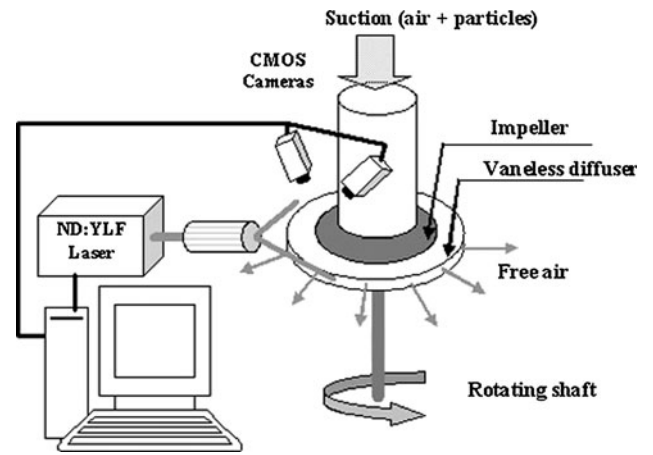 Suction (air + particles)
CMOS
Cameras
Impeller
Vaneless diffuser
ND:YLF
Laser
Free air
Rotating shaft